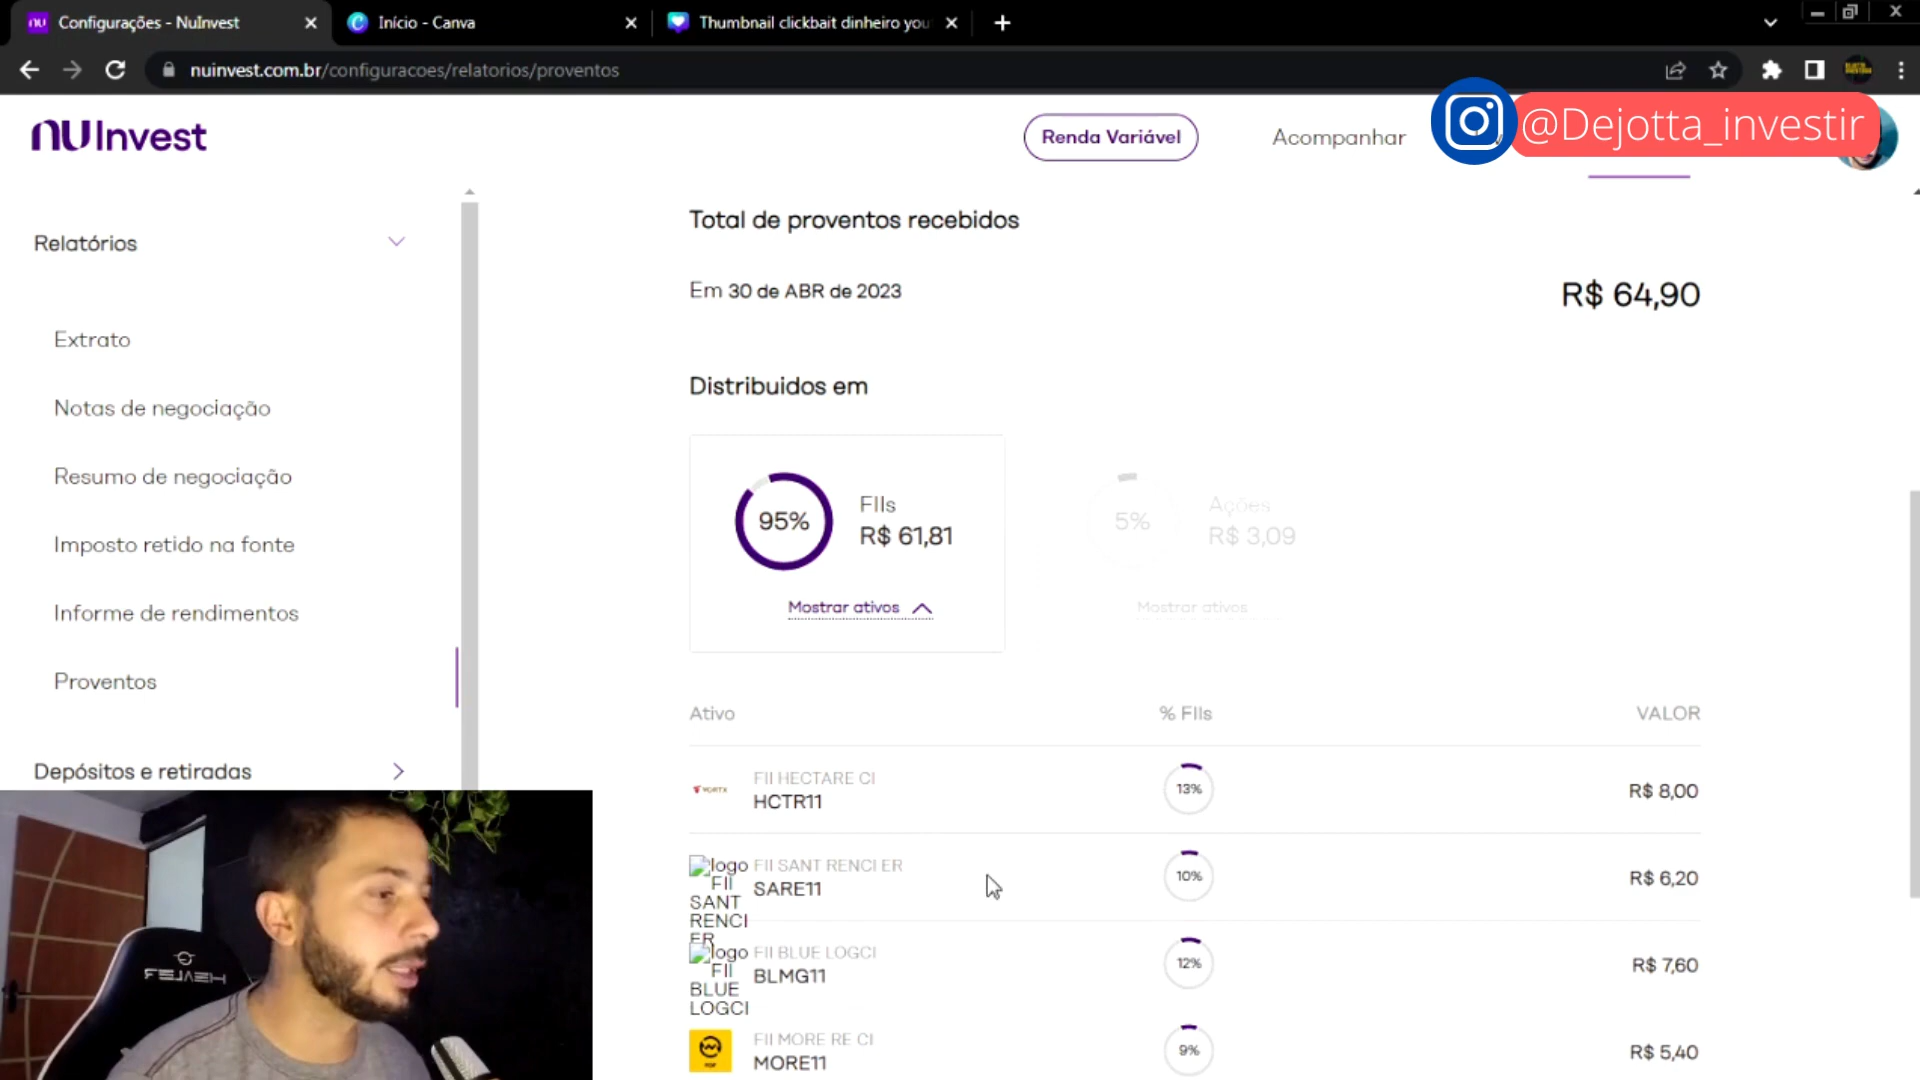 Configurações - NuInvest
Início - Canva
Thumbnail clickbait dinheiro you
nuinvest.com.br/configuracoes/relatorios/proventos
nu Invest
Renda Variável
Acompanhar
@Dejotta_investir
Relatórios
Extrato
Notas de negociação
Resumo de negociação
Imposto retido na fonte
Informe de rendimentos
Proventos
Depósitos e retiradas
Total de proventos recebidos
Em 30 de ABR de 2023
R$ 64,90
Distribuidos em
95%
FIIs
R$ 61,81
Mostrar ativos
5%
Ações
R$ 3,09
Mostrar ativos
Ativo
% FIIs
VALOR
VORTX
FII HECTARE CI
HCTR11
13%
R$ 8,00
logo
FII
SANT
RENCI
ER
FII SANT RENCI ER
SARE11
10%
R$ 6,20
logo
FII
BLUE
LOGCI
FII BLUE LOGCI
BLMG11
12%
R$ 7,60
FII MORE RE CI
MORE11
9%
R$ 5,40
HEALER